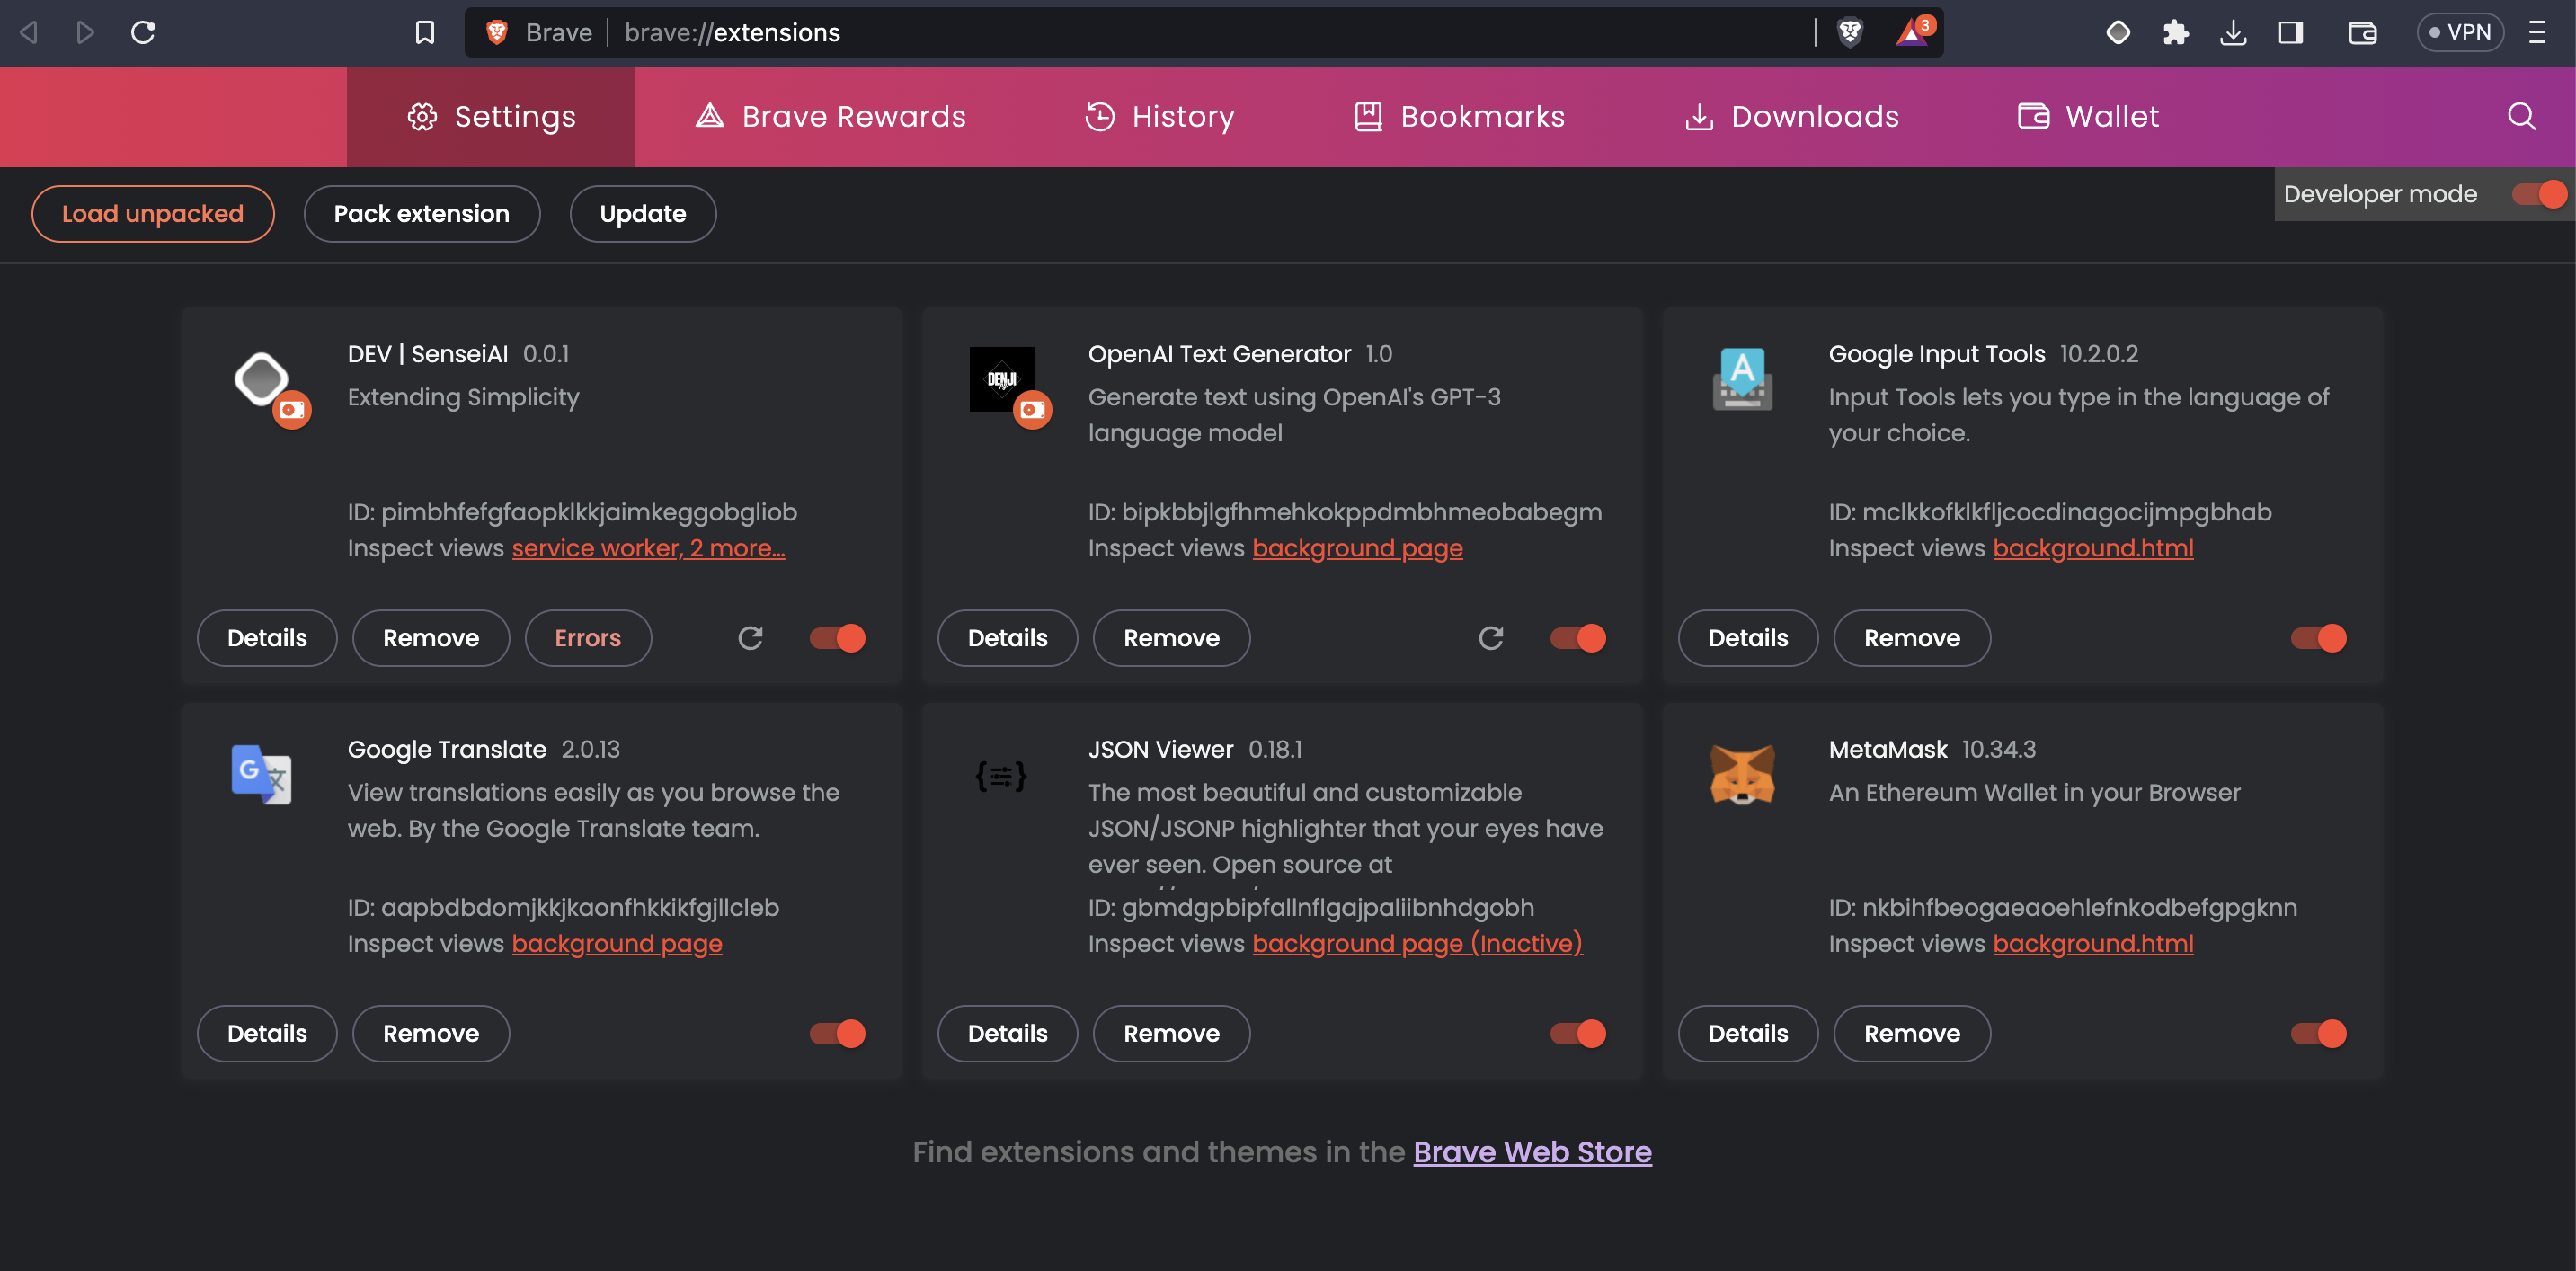 Brave | brave://extensions
3
VPN
Settings
Brave Rewards
History
Bookmarks
Downloads
Wallet
Load unpacked
Pack extension
Update
Developer mode
DEV | SenseiAI 0.0.1
Extending Simplicity
ID: pimbhfefgfaopklkkjaimkeggobgliob
Inspect views service worker, 2 more...
Details
Remove
Errors
DENJI
OpenAI Text Generator 1.0
Generate text using OpenAI's GPT-3
language model
ID: bipkbbjlgfhmehkokppdmbhmeobabegm
Inspect views background page
Details
Remove
A
Google Input Tools 10.2.0.2
Input Tools lets you type in the language of
your choice.
ID: mclkkofklkfljcocdinagocijmpgbhab
Inspect views background.html
Details
Remove
G 文
Google Translate 2.0.13
View translations easily as you browse the
web. By the Google Translate team.
ID: aapbdbdomjkkjkaonfhkkikfgjllcleb
Inspect views background page
Details
Remove
JSON Viewer 0.18.1
The most beautiful and customizable
JSON/JSONP highlighter that your eyes have
ever seen. Open source at
ID: gbmdgpbipfallnflgajpaliibnhdgobh
Inspect views background page (Inactive)
Details
Remove
MetaMask 10.34.3
An Ethereum Wallet in your Browser
ID: nkbihfbeogaeaoehlefnkodbefgpgknn
Inspect views background.html
Details
Remove
Find extensions and themes in the Brave Web Store